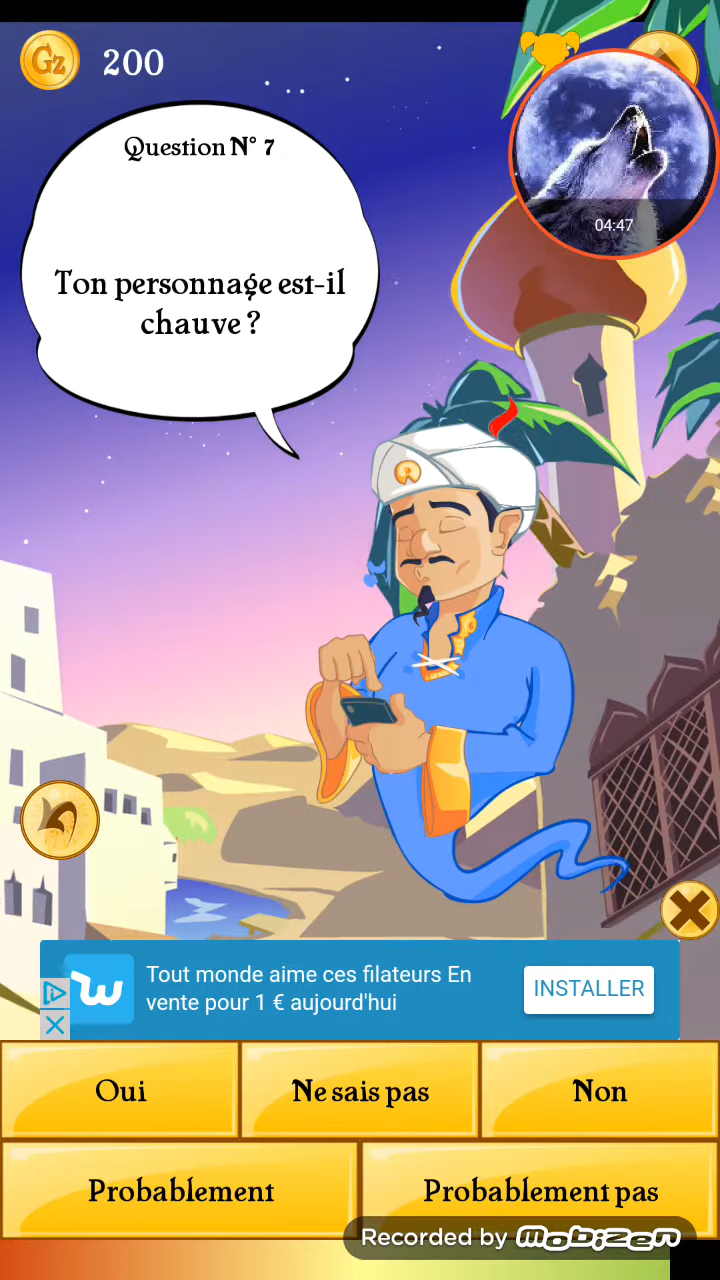 Gz 200
Question N° 7
04:47
Ton personnage est-il
chauve ?
Tout monde aime ces filateurs En
vente pour 1 € aujourd'hui
INSTALLER
Oui
Ne sais pas
Non
Probablement
Probablement pas
Recorded by mobizen